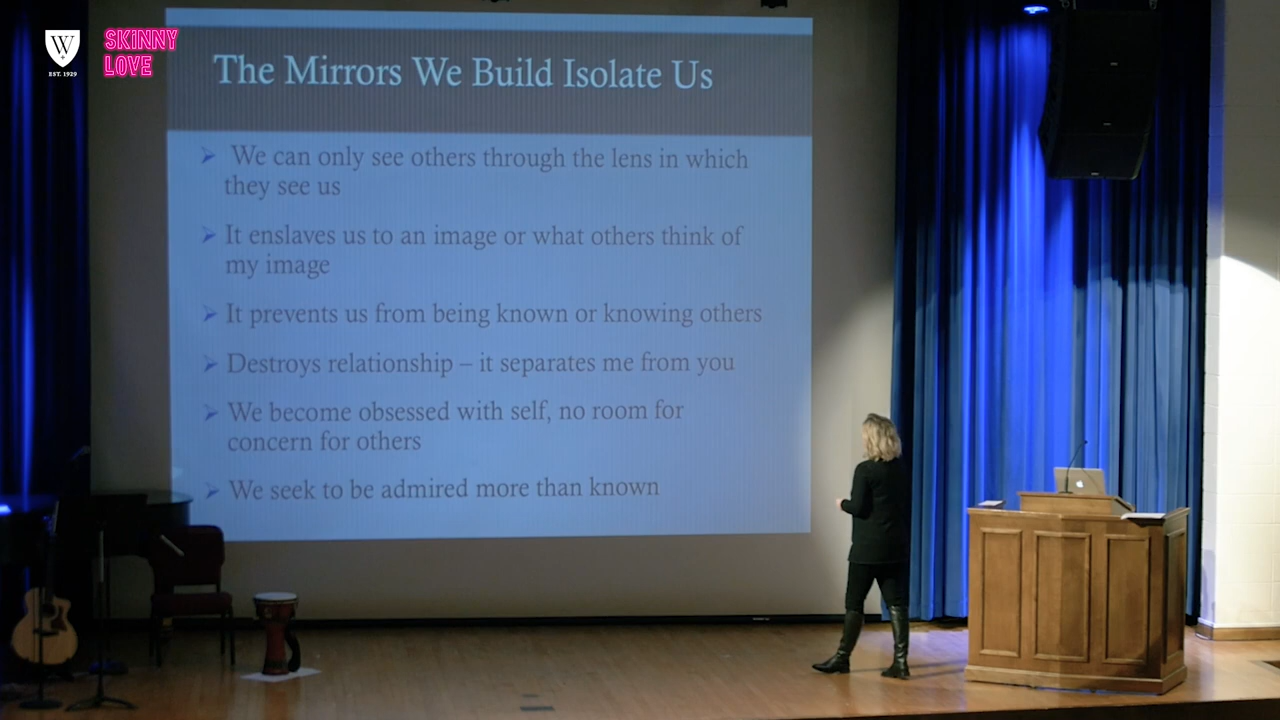 W
EST. 1929
SKiNNY
LOVE
The Mirrors We Build Isolate Us
We can only see others through the lens in which
they see us
It enslaves us to an image or what others think of
my image
It prevents us from being known or knowing others
Destroys relationship – it separates me from you
We become obsessed with self, no room for
concern for others
We seek to be admired more than known